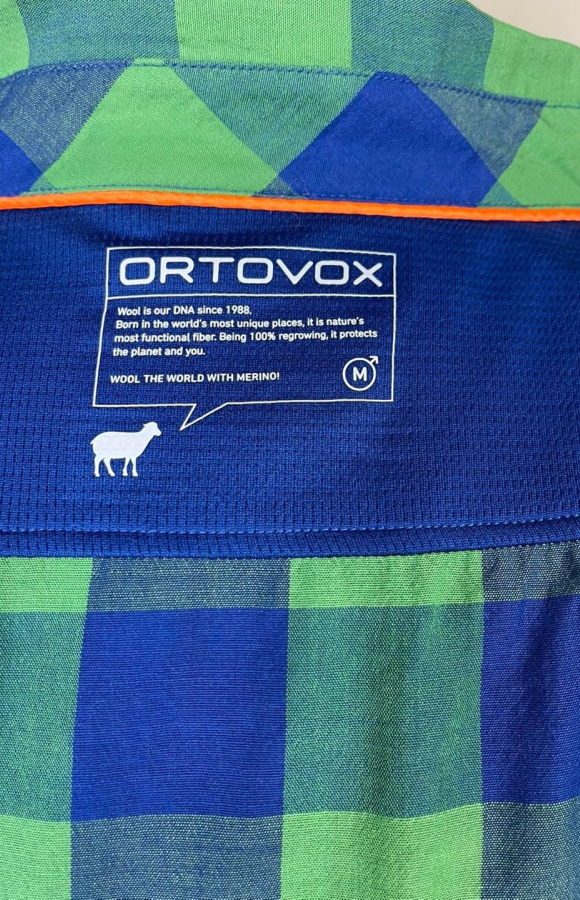 ORTOVOX
Wool is our DNA since 1988.
Born in the world's most unique places, it is nature's
most functional fiber. Being 100% regrowing, it protects
the planet and you.
WOOL THE WORLD WITH MERINO!
M